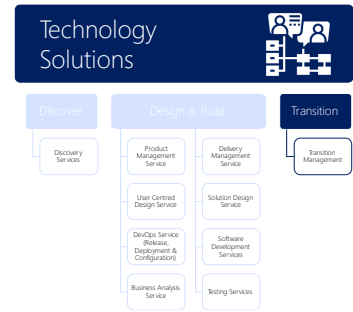 Technology
Solutions
Discover
Design & Build
Transition
Discovery
Services
Product
Management
Service
Delivery
Management
Service
Transition
Management
User Centred
Design Service
Solution Design
Service
DevOps Service
(Release,
Deployment &
Configuration)
Software
Development
Services
Business Analysis
Service
Testing Services